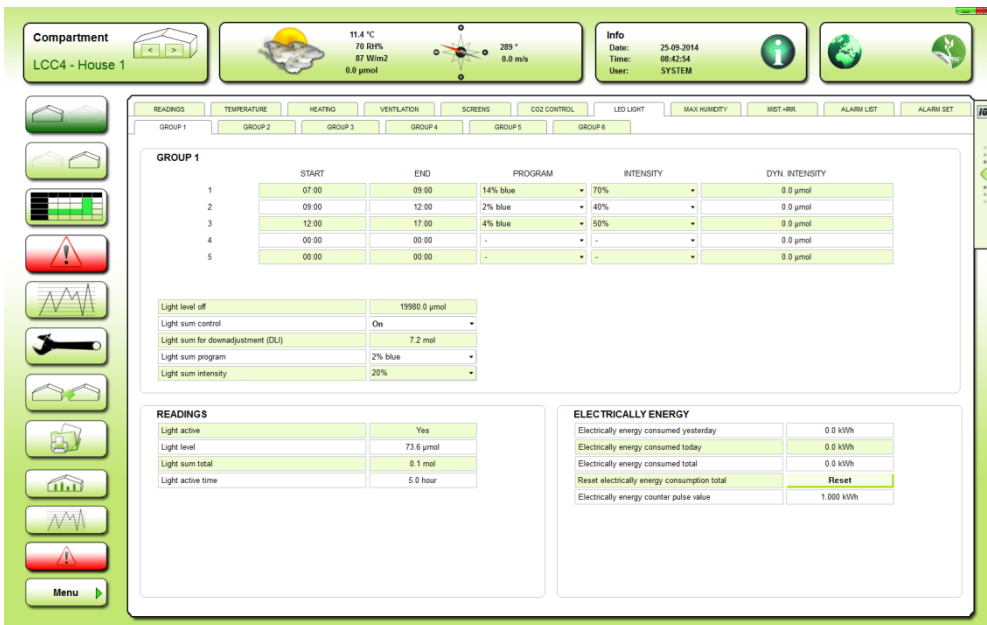 Compartment
LCC4 - House 1
< >
11.4 °C
70 RH%
87 W/m2
0.0 µmol
289 °
0.0 m/s
Info
Date: 25-09-2014
Time: 08:42:54
User: SYSTEM
READINGS TEMPERATURE HEATING VENTILATION SCREENS CO2 CONTROL LED LIGHT MAX HUMIDITY MIST.+IRR. ALARM LIST ALARM SET
GROUP 1 GROUP 2 GROUP 3 GROUP 4 GROUP 5 GROUP 6
GROUP 1
START END PROGRAM INTENSITY DYN. INTENSITY
1 07:00 09:00 14% blue 70% 0.0 µmol
2 09:00 12:00 2% blue 40% 0.0 µmol
3 12:00 17:00 4% blue 50% 0.0 µmol
4 00:00 00:00 - - 0.0 µmol
5 00:00 00:00 - - 0.0 µmol
Light level off 19980.0 µmol
Light sum control On
Light sum for downadjustment (DLI) 7.2 mol
Light sum program 2% blue
Light sum intensity 20%
READINGS
Light active Yes
Light level 73.6 µmol
Light sum total 0.1 mol
Light active time 5.0 hour
ELECTRICALLY ENERGY
Electrically energy consumed yesterday 0.0 kWh
Electrically energy consumed today 0.0 kWh
Electrically energy consumed total 0.0 kWh
Reset electrically energy consumption total Reset
Electrically energy counter pulse value 1.000 kWh
Menu